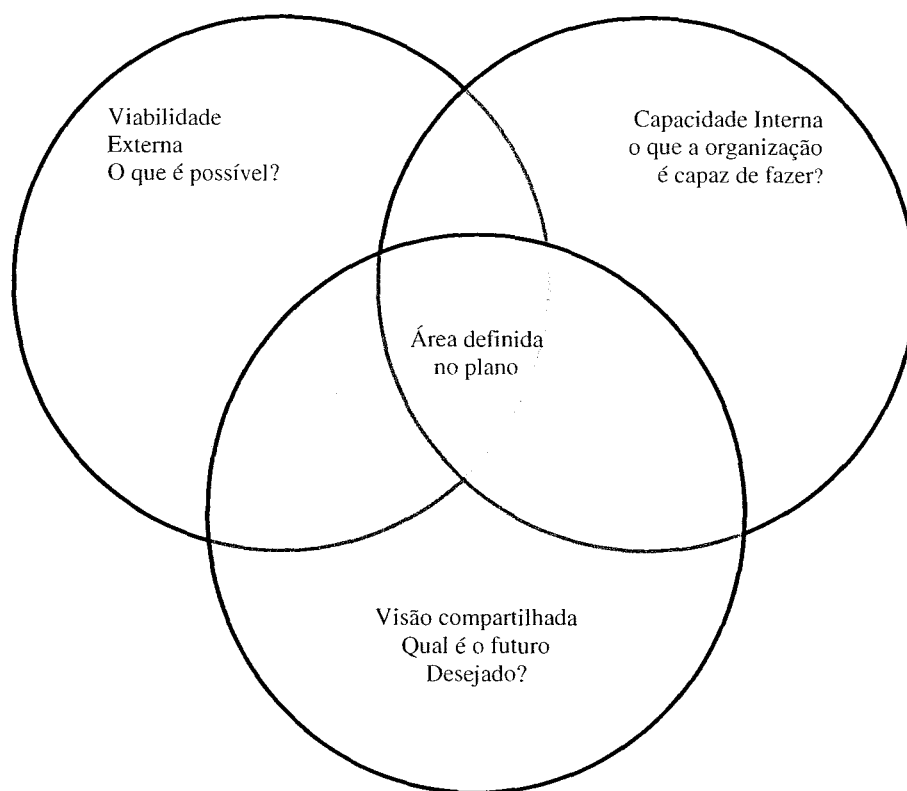 Viabilidade
Externa
O que é possível?
Capacidade Interna
o que a organização
é capaz de fazer?
Área definida
no plano
Visão compartilhada
Qual é o futuro
Desejado?